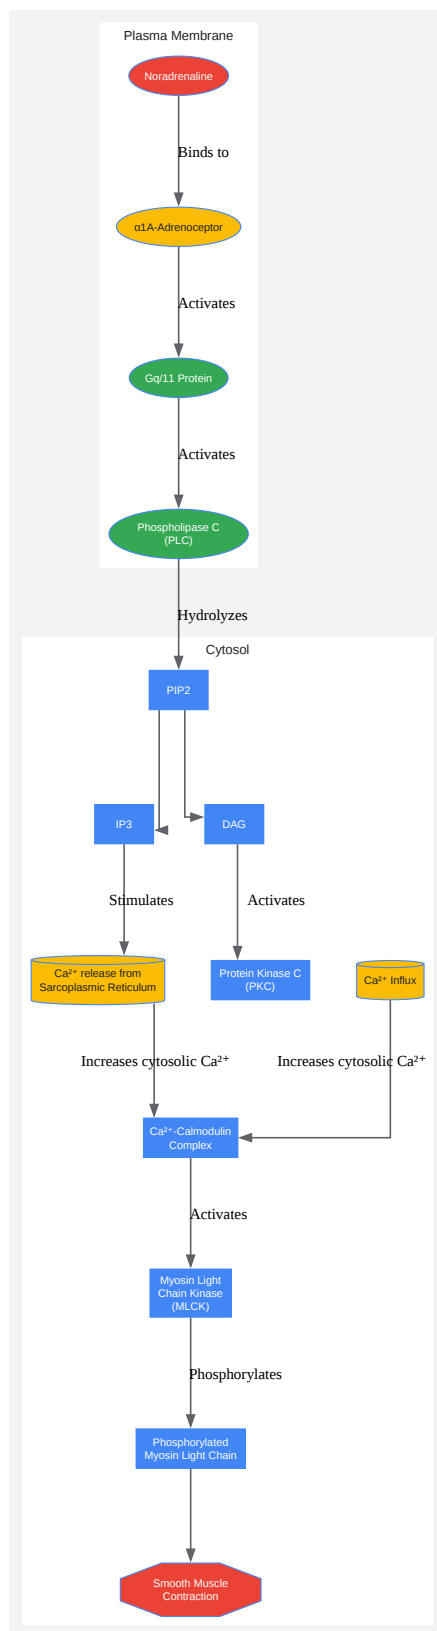 Plasma Membrane
Noradrenaline
Binds to
α1A-Adrenoceptor
Activates
Gq/11 Protein
Activates
Phospholipase C
(PLC)
Hydrolyzes
Cytosol
PIP2
IP3
DAG
Stimulates
Activates
Ca²⁺ release from
Sarcoplasmic Reticulum
Protein Kinase C
(PKC)
Ca²⁺ Influx
Increases cytosolic Ca²⁺
Increases cytosolic Ca²⁺
Ca²⁺-Calmodulin
Complex
Activates
Myosin Light
Chain Kinase
(MLCK)
Phosphorylates
Phosphorylated
Myosin Light Chain
Smooth Muscle
Contraction